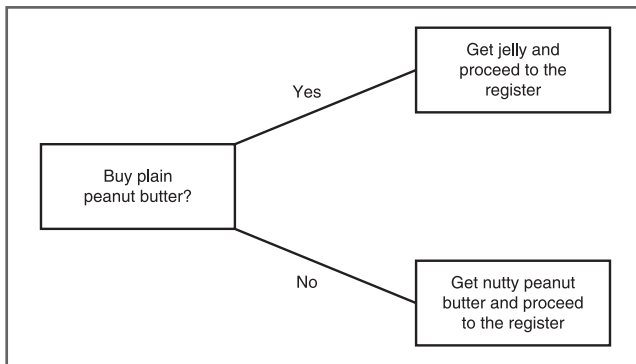 Get jelly and
proceed to the
register
Yes
Buy plain
peanut butter?
No
Get nutty peanut
butter and proceed
to the register